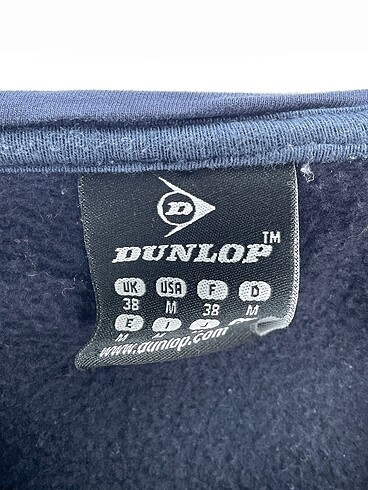 D
DUNLOP™
UK USA F D
38 M 38 M
E I J
M
www.dunlop.com